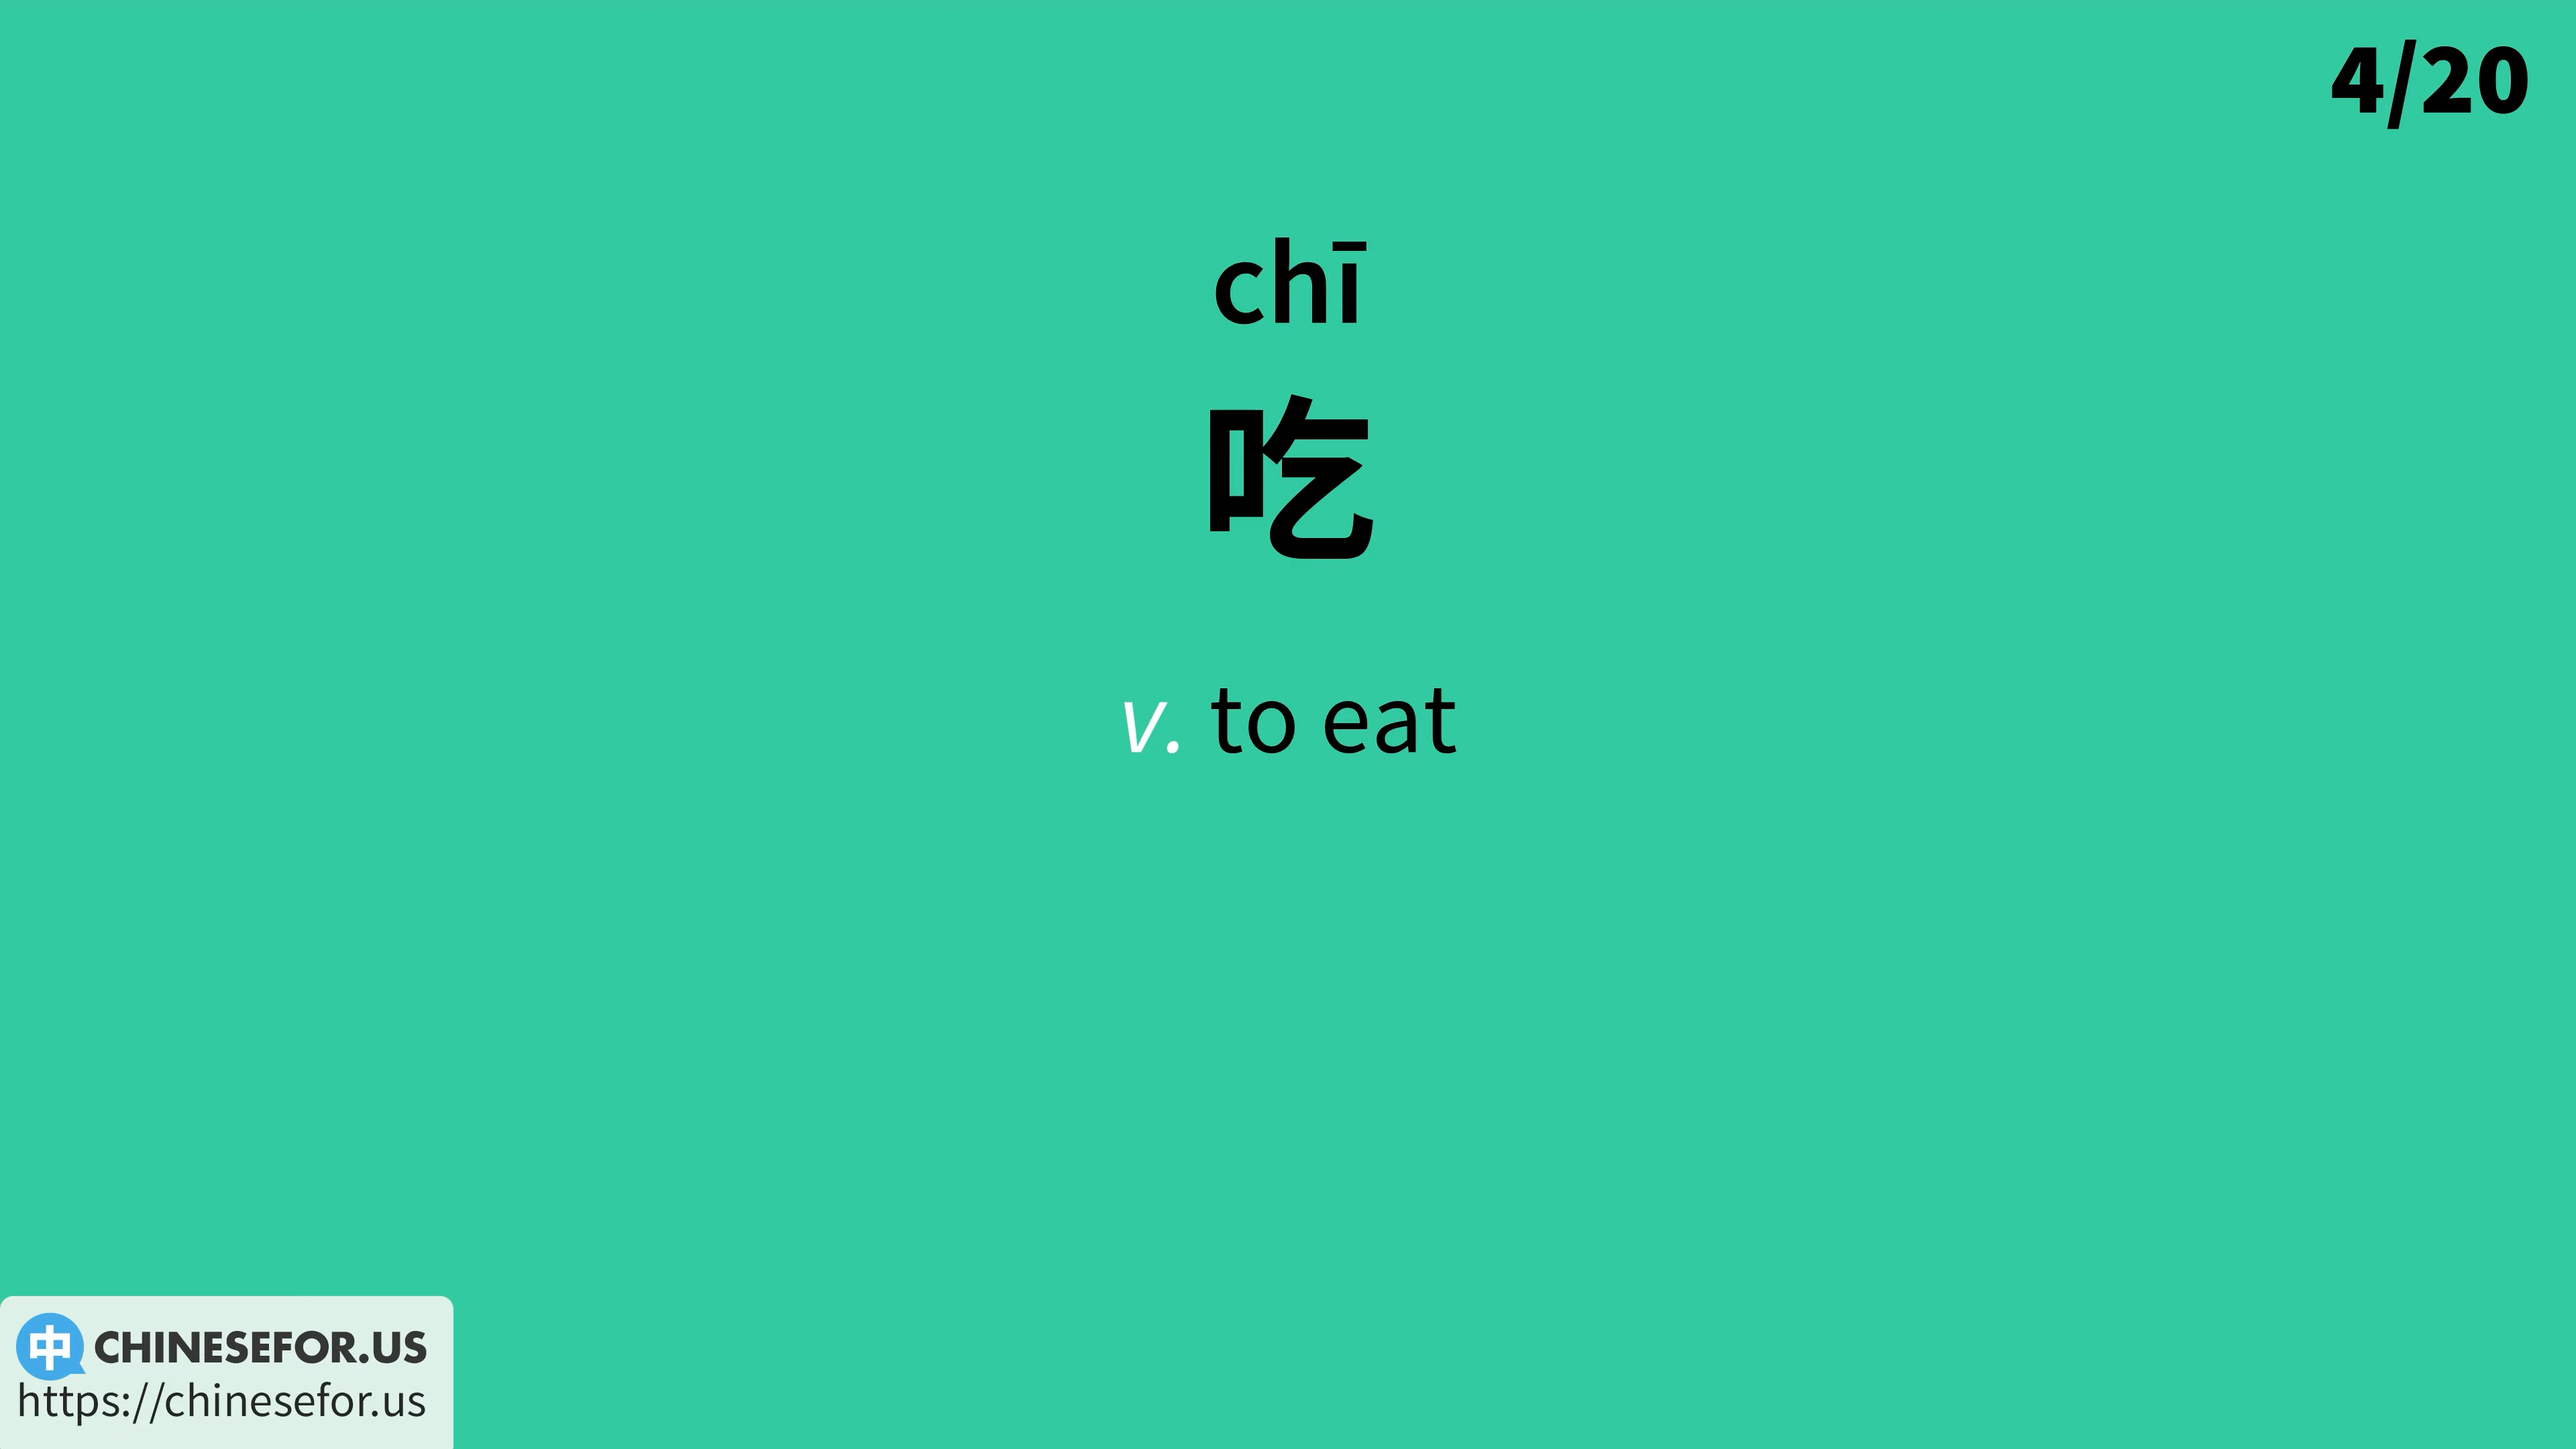 4/20
chī
吃
v. to eat
中 CHINESEFOR.US
https://chinesefor.us